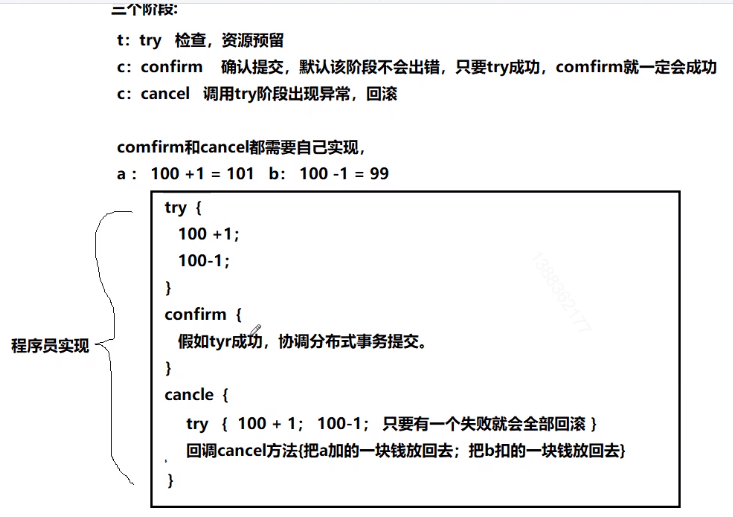 三个阶段:
t：try 检查，资源预留
c：confirm 确认提交，默认该阶段不会出错，只要try成功，comfirm就一定会成功
c：cancel 调用try阶段出现异常，回滚
comfirm和cancel都需要自己实现，
a： 100 +1 = 101 b： 100 -1 = 99
try {
100 +1;
100-1;
}
confirm {
假如tyr成功，协调分布式事务提交。
}
cancle {
try { 100 + 1； 100-1； 只要有一个失败就会全部回滚 }
回调cancel方法{把a加的一块钱放回去；把b扣的一块钱放回去}
}
程序员实现